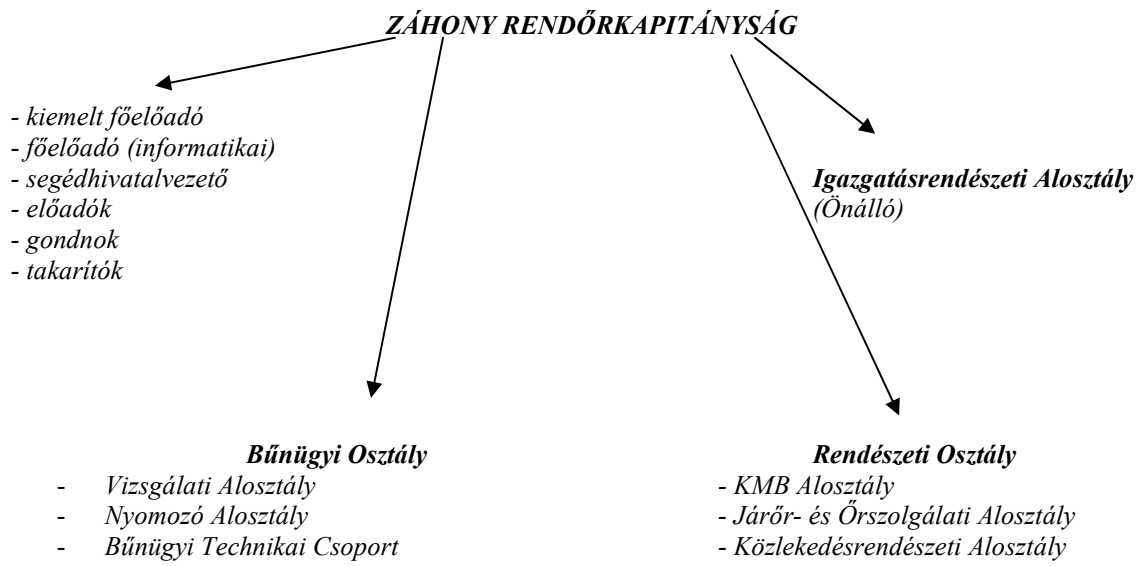 ZÁHONY RENDŐRKAPITÁNYSÁG
- kiemelt főelőadó
- főelőadó (informatikai)
- segédhivatalvezető
- előadók
- gondnok
- takarítók
Igazgatásrendészeti Alosztály
(Önálló)
Bűnügyi Osztály
- Vizsgálati Alosztály
- Nyomozó Alosztály
- Bűnügyi Technikai Csoport
Rendészeti Osztály
- KMB Alosztály
- Járőr- és Őrszolgálati Alosztály
- Közlekedésrendészeti Alosztály